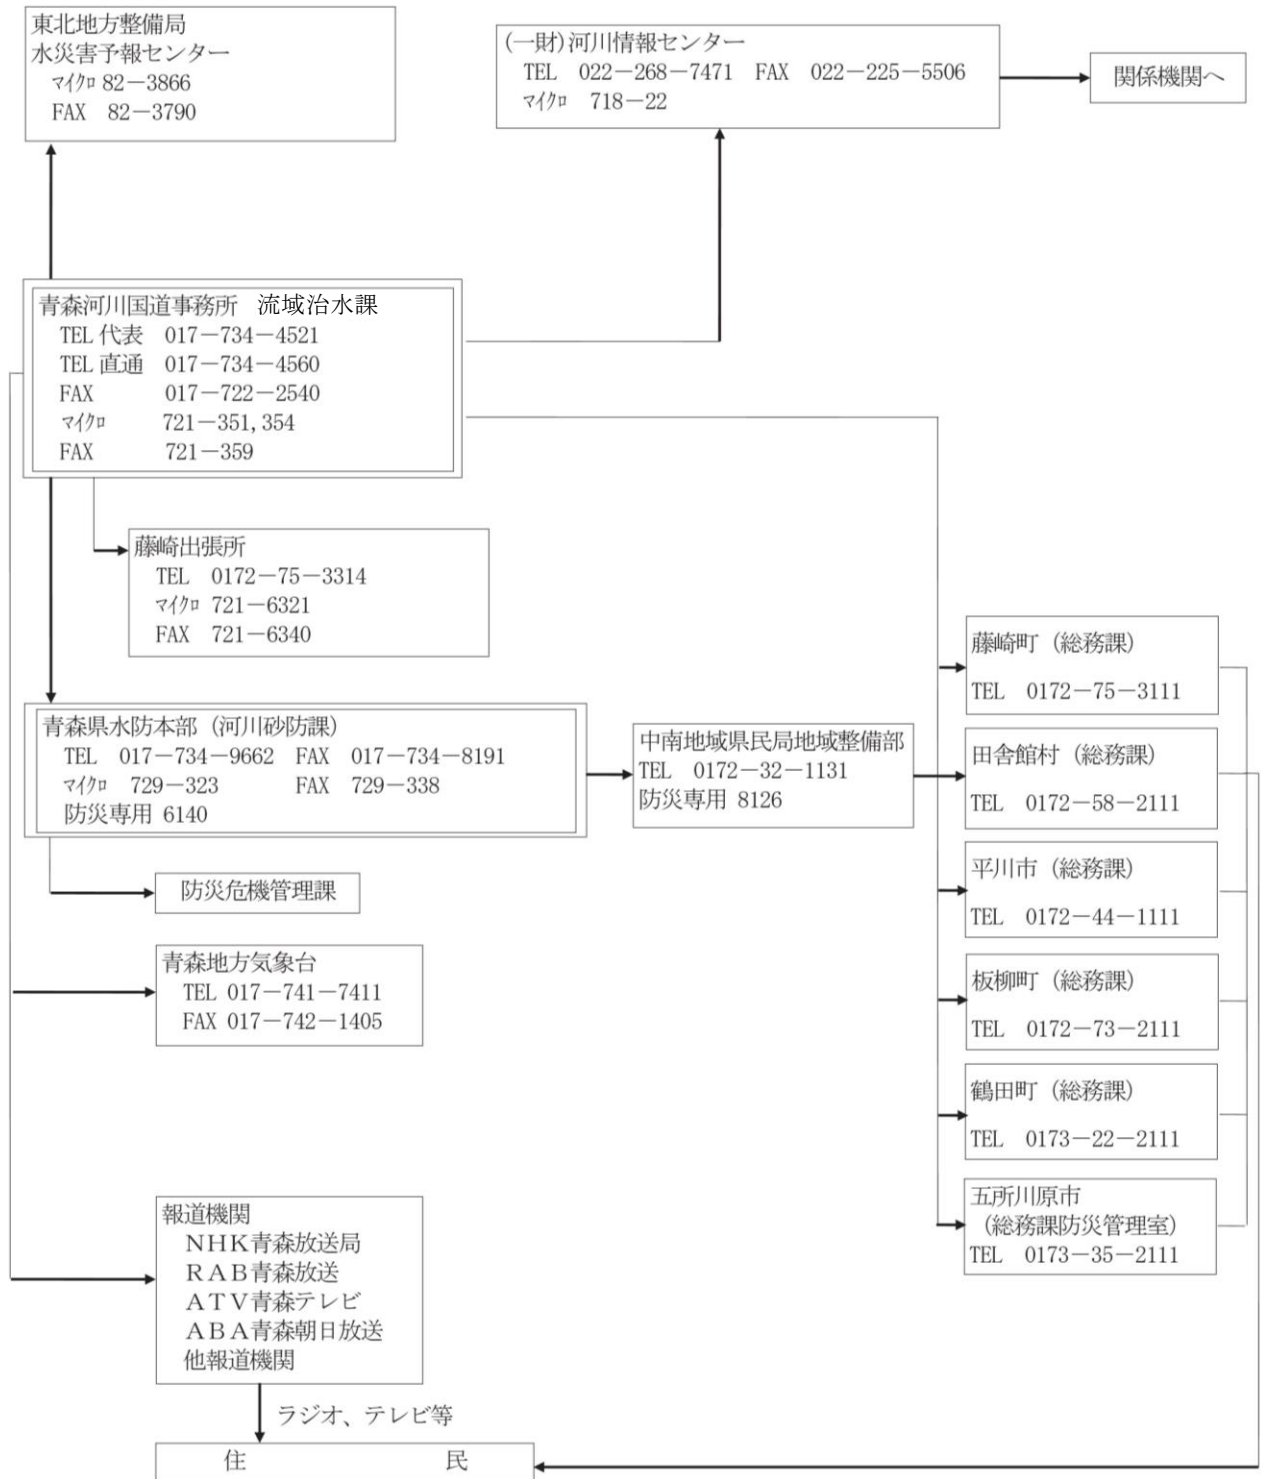 東北地方整備局
水災害予報センター
マイクロ 82－3866
FAX 82－3790
(一財)河川情報センター
TEL 022－268－7471 FAX 022－225－5506
マイクロ 718－22
関係機関へ
青森河川国道事務所 流域治水課
TEL 代表 017－734－4521
TEL 直通 017－734－4560
FAX 017－722－2540
マイクロ 721－351,354
FAX 721－359
藤崎出張所
TEL 0172－75－3314
マイクロ 721－6321
FAX 721－6340
青森県水防本部（河川砂防課）
TEL 017－734－9662 FAX 017－734－8191
マイクロ 729－323 FAX 729－338
防災専用 6140
中南地域県民局地域整備部
TEL 0172－32－1131
防災専用 8126
防災危機管理課
青森地方気象台
TEL 017－741－7411
FAX 017－742－1405
藤崎町（総務課）
TEL 0172－75－3111
田舎館村（総務課）
TEL 0172－58－2111
平川市（総務課）
TEL 0172－44－1111
板柳町（総務課）
TEL 0172－73－2111
鶴田町（総務課）
TEL 0173－22－2111
五所川原市
（総務課防災管理室）
TEL 0173－35－2111
報道機関
ＮＨＫ青森放送局
ＲＡＢ青森放送
ＡＴＶ青森テレビ
ＡＢＡ青森朝日放送
他報道機関
ラジオ、テレビ等
住 民